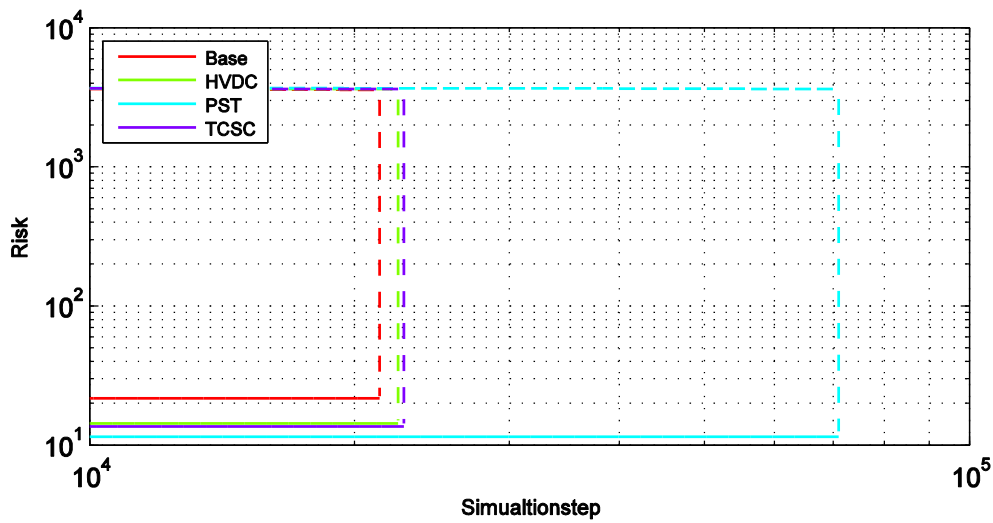 10^4
Base
HVDC
PST
TCSC
10^3
Risk
10^2
10^1
10^4
10^5
Simualtionstep